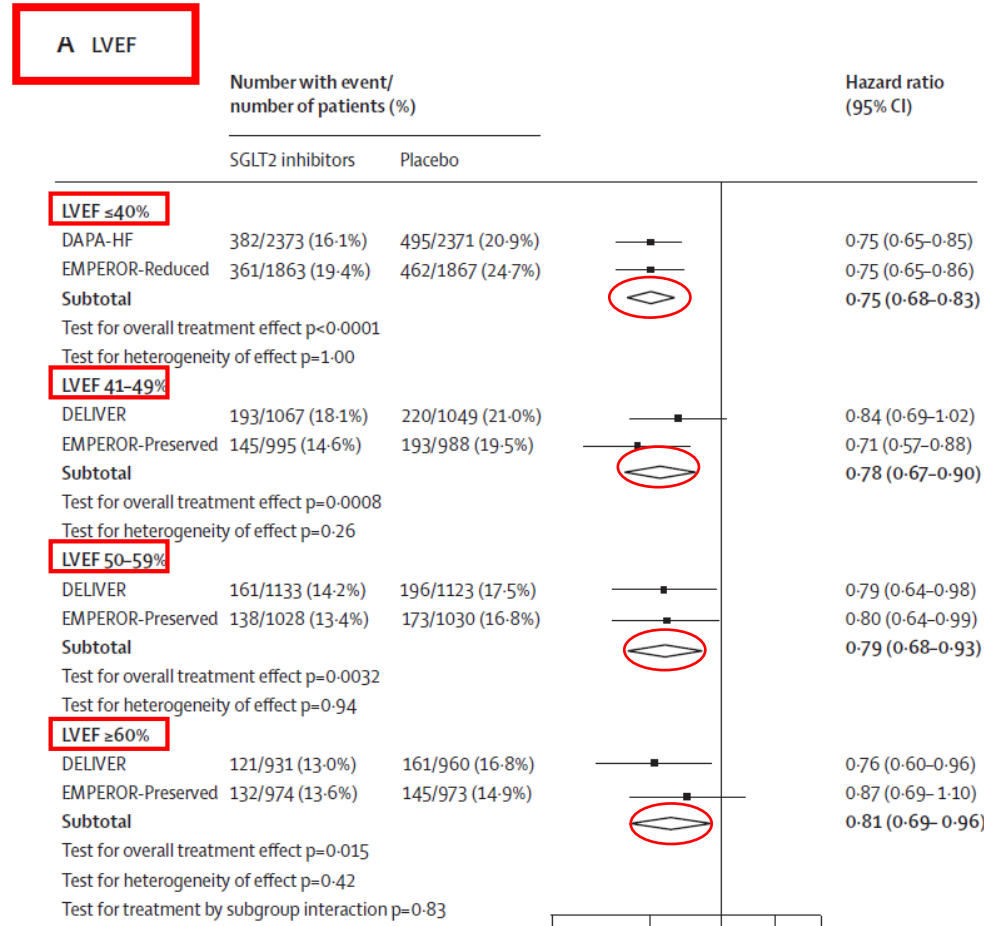 A LVEF
Number with event/ Hazard ratio
number of patients (%) (95% CI)
SGLT2 inhibitors Placebo
LVEF ≤40%
DAPA-HF 382/2373 (16·1%) 495/2371 (20·9%) 0·75 (0·65–0·85)
EMPEROR-Reduced 361/1863 (19·4%) 462/1867 (24·7%) 0·75 (0·65–0·86)
Subtotal 0·75 (0·68–0·83)
Test for overall treatment effect p<0·0001
Test for heterogeneity of effect p=1·00
LVEF 41–49%
DELIVER 193/1067 (18·1%) 220/1049 (21·0%) 0·84 (0·69–1·02)
EMPEROR-Preserved 145/995 (14·6%) 193/988 (19·5%) 0·71 (0·57–0·88)
Subtotal 0·78 (0·67–0·90)
Test for overall treatment effect p=0·0008
Test for heterogeneity of effect p=0·26
LVEF 50–59%
DELIVER 161/1133 (14·2%) 196/1123 (17·5%) 0·79 (0·64–0·98)
EMPEROR-Preserved 138/1028 (13·4%) 173/1030 (16·8%) 0·80 (0·64–0·99)
Subtotal 0·79 (0·68–0·93)
Test for overall treatment effect p=0·0032
Test for heterogeneity of effect p=0·94
LVEF ≥60%
DELIVER 121/931 (13·0%) 161/960 (16·8%) 0·76 (0·60–0·96)
EMPEROR-Preserved 132/974 (13·6%) 145/973 (14·9%) 0·87 (0·69–1·10)
Subtotal 0·81 (0·69–0·96)
Test for overall treatment effect p=0·015
Test for heterogeneity of effect p=0·42
Test for treatment by subgroup interaction p=0·83